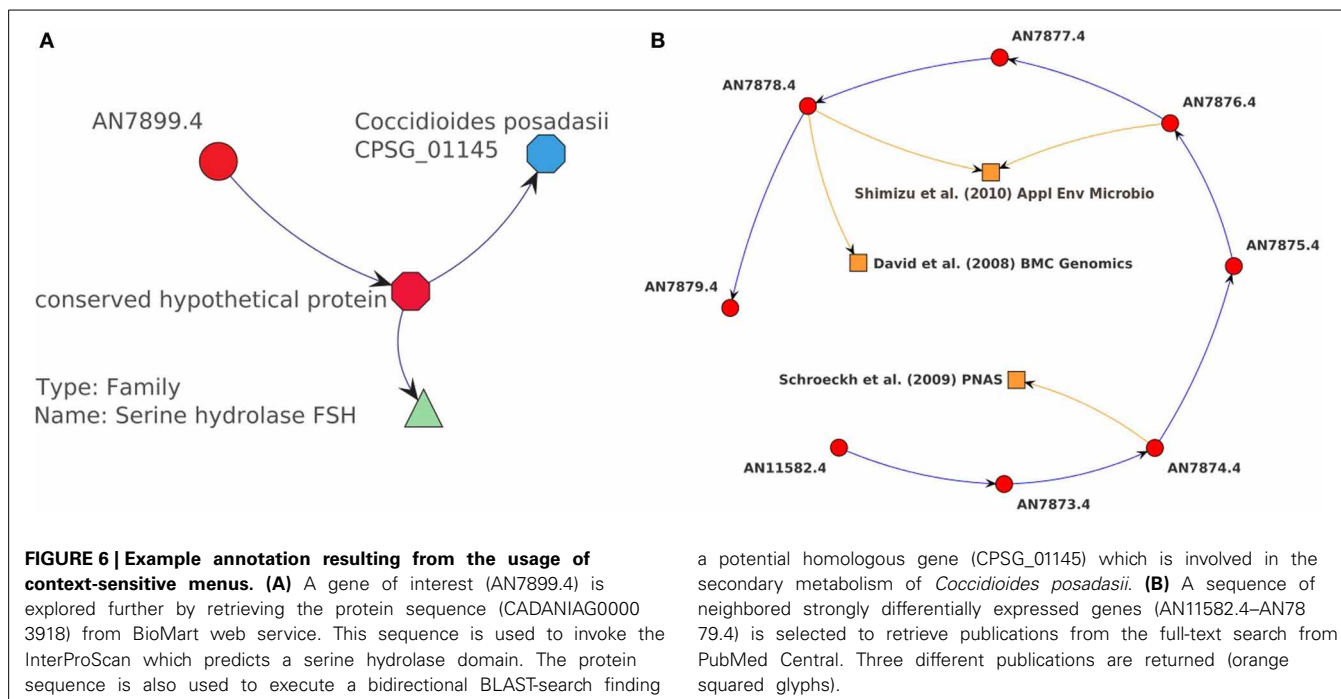 A
AN7899.4
Coccidioides posadasii
CPSG_01145
conserved hypothetical protein
Type: Family
Name: Serine hydrolase FSH
B
AN7877.4
AN7878.4
AN7876.4
Shimizu et al. (2010) Appl Env Microbio
AN7875.4
David et al. (2008) BMC Genomics
AN7879.4
Schroeckh et al. (2009) PNAS
AN11582.4
AN7874.4
AN7873.4
FIGURE 6 | Example annotation resulting from the usage of
context-sensitive menus. (A) A gene of interest (AN7899.4) is
explored further by retrieving the protein sequence (CADANIAG0000
3918) from BioMart web service. This sequence is used to invoke the
InterProScan which predicts a serine hydrolase domain. The protein
sequence is also used to execute a bidirectional BLAST-search finding
a potential homologous gene (CPSG_01145) which is involved in the
secondary metabolism of Coccidioides posadasii. (B) A sequence of
neighbored strongly differentially expressed genes (AN11582.4–AN78
79.4) is selected to retrieve publications from the full-text search from
PubMed Central. Three different publications are returned (orange
squared glyphs).